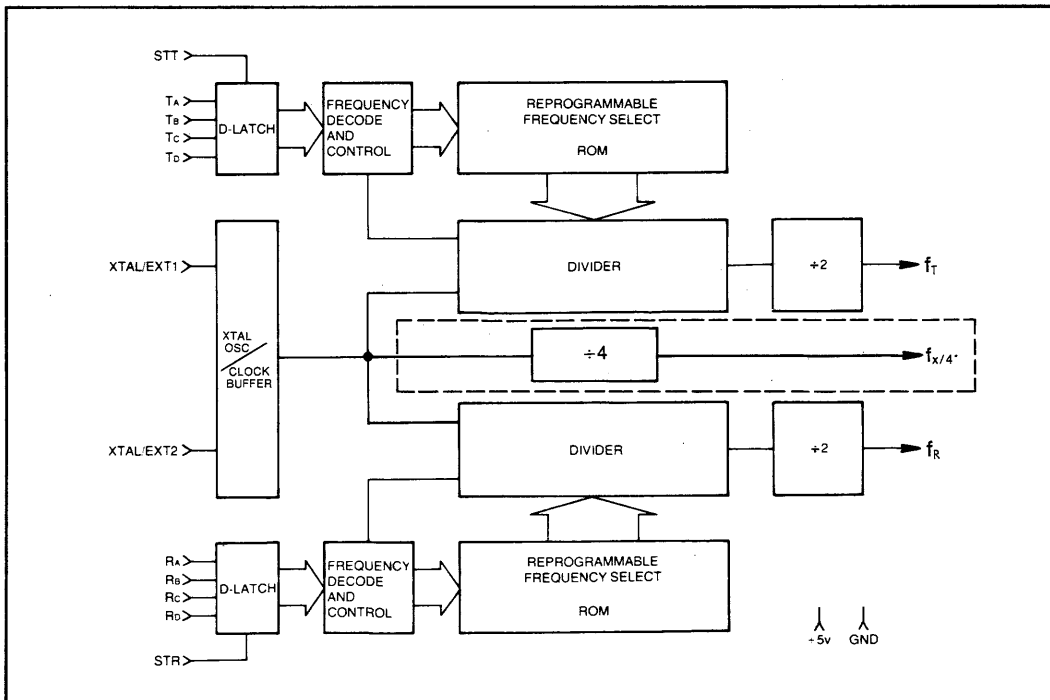 STT
TA
TB
TC
TD
D-LATCH
FREQUENCY
DECODE
AND
CONTROL
REPROGRAMMABLE
FREQUENCY SELECT
ROM
XTAL/EXT1
XTAL
OSC
CLOCK
BUFFER
DIVIDER
÷2
fT
÷4
fx/4*
XTAL/EXT2
DIVIDER
÷2
fR
RA
RB
RC
RD
D-LATCH
STR
FREQUENCY
DECODE
AND
CONTROL
REPROGRAMMABLE
FREQUENCY SELECT
ROM
+5v GND